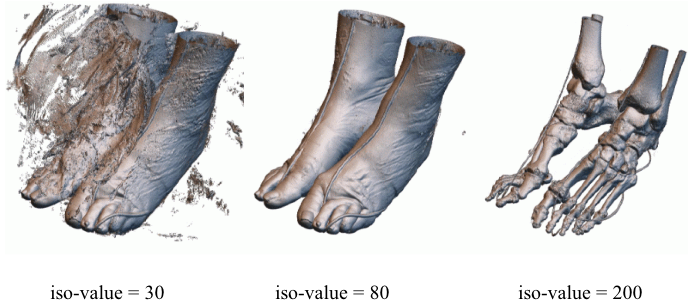 iso-value = 30
iso-value = 80
iso-value = 200